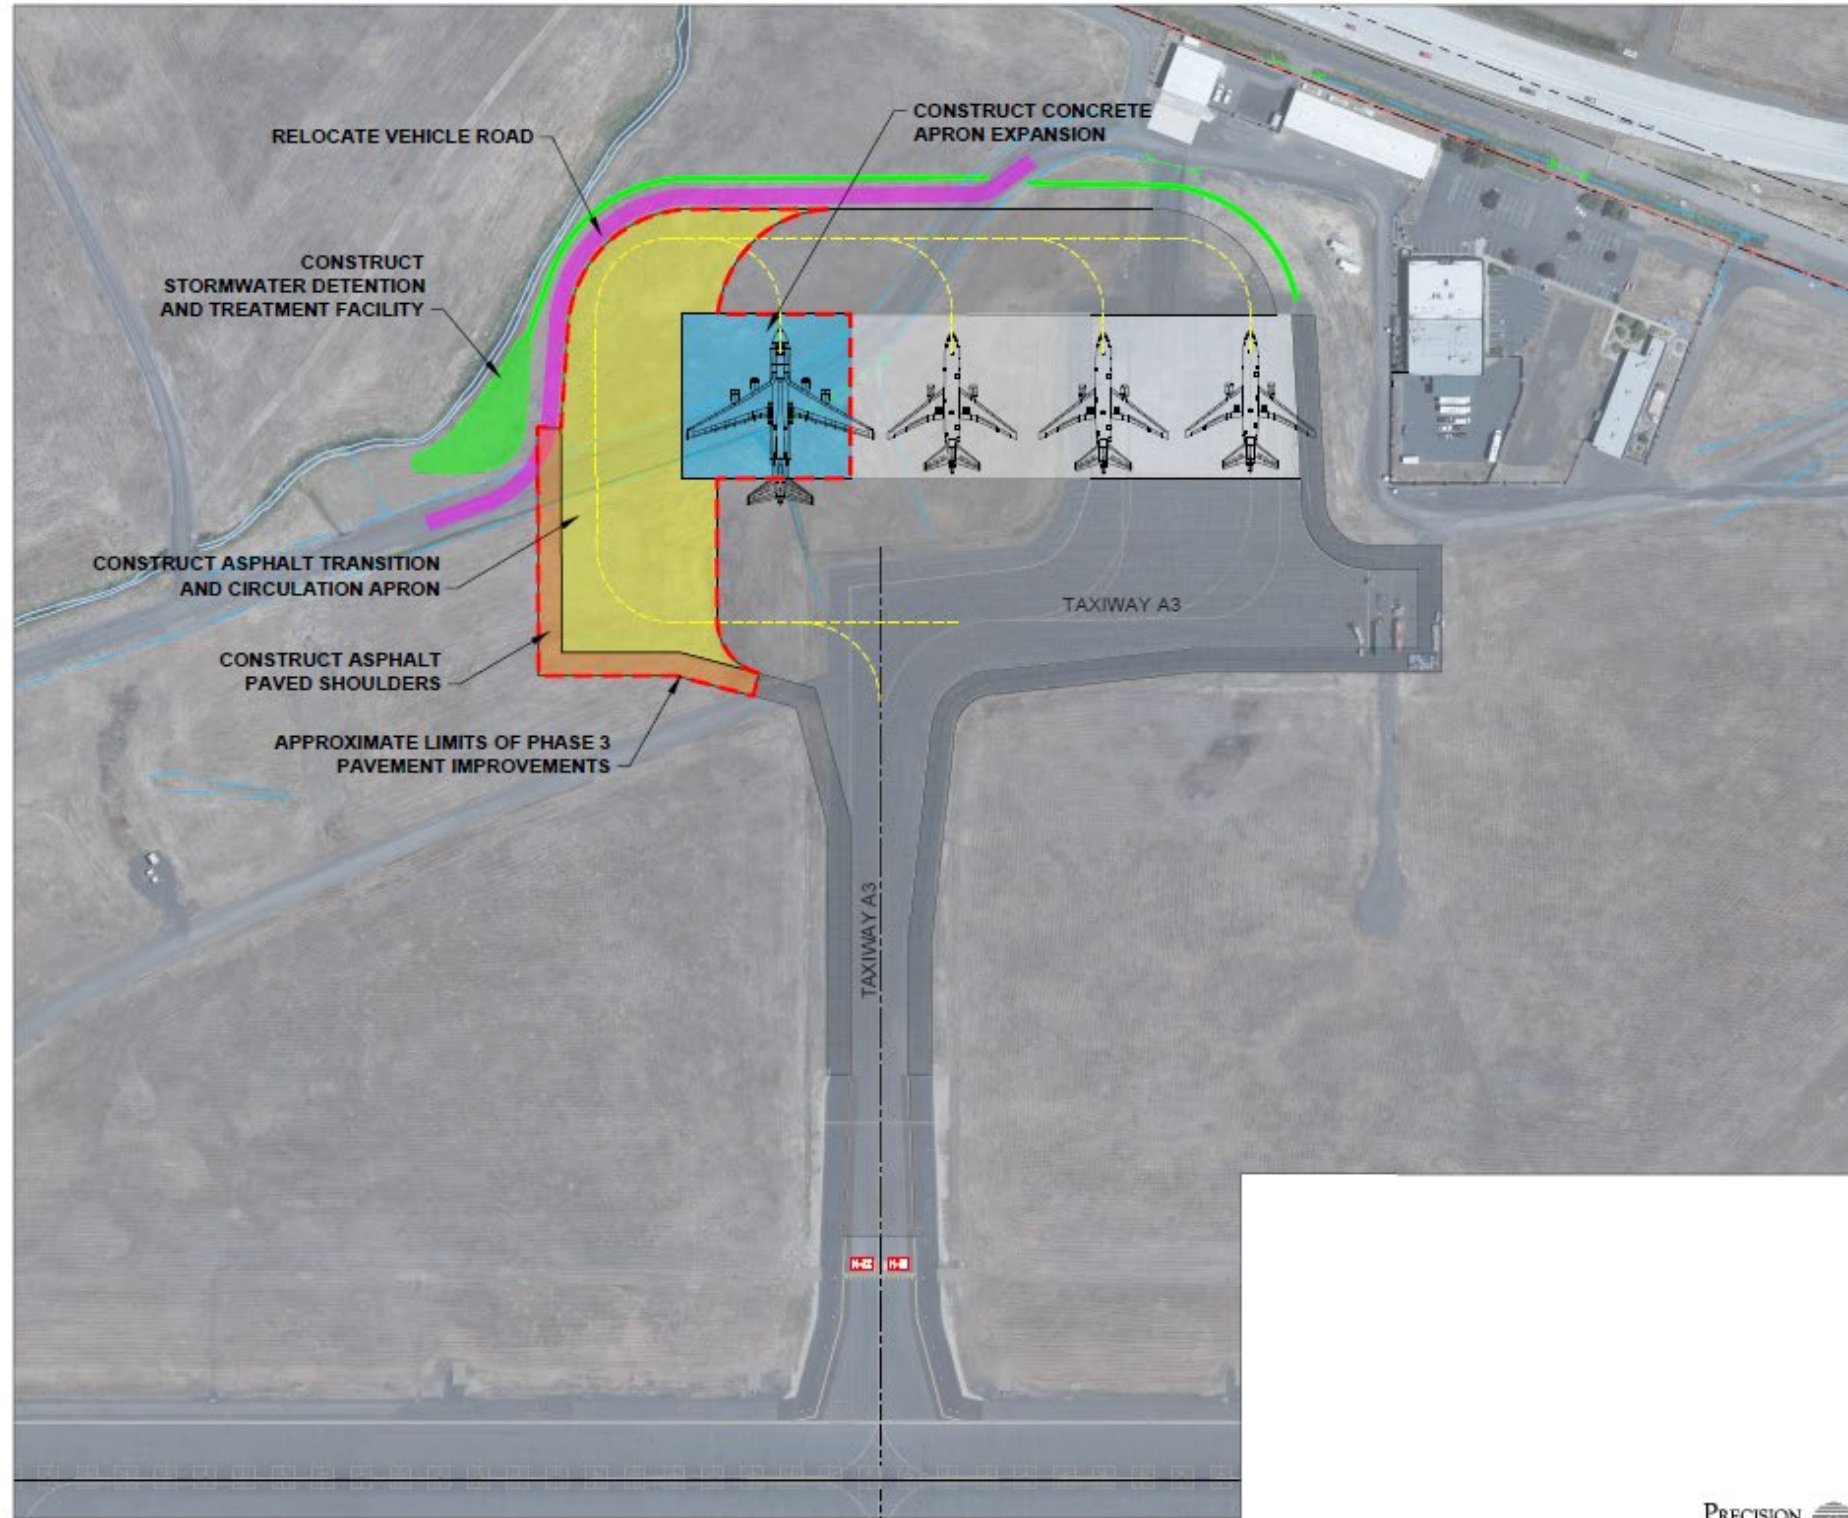 CONSTRUCT CONCRETE
APRON EXPANSION
RELOCATE VEHICLE ROAD
CONSTRUCT
STORMWATER DETENTION
AND TREATMENT FACILITY
CONSTRUCT ASPHALT TRANSITION
AND CIRCULATION APRON
TAXIWAY A3
CONSTRUCT ASPHALT
PAVED SHOULDERS
APPROXIMATE LIMITS OF PHASE 3
PAVEMENT IMPROVEMENTS
TAXIWAY A3
PRECISION